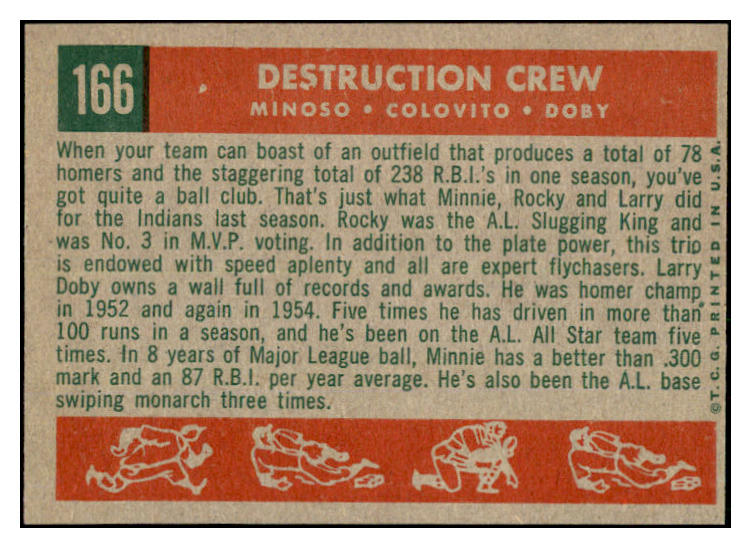 166
DESTRUCTION CREW
MINOSO • COLOVITO • DOBY
When your team can boast of an outfield that produces a total of 78
homers and the staggering total of 238 R.B.I.'s in one season, you've
got quite a ball club. That's just what Minnie, Rocky and Larry did
for the Indians last season. Rocky was the A.L. Slugging King and
was No. 3 in M.V.P. voting. In addition to the plate power, this trio
is endowed with speed aplenty and all are expert flychasers. Larry
Doby owns a wall full of records and awards. He was homer champ
in 1952 and again in 1954. Five times he has driven in more than
100 runs in a season, and he's been on the A.L. All Star team five
times. In 8 years of Major League ball, Minnie has a better than .300
mark and an 87 R.B.I. per year average. He's also been the A.L. base
swiping monarch three times.
©T.C.G. PRINTED IN U.S.A.